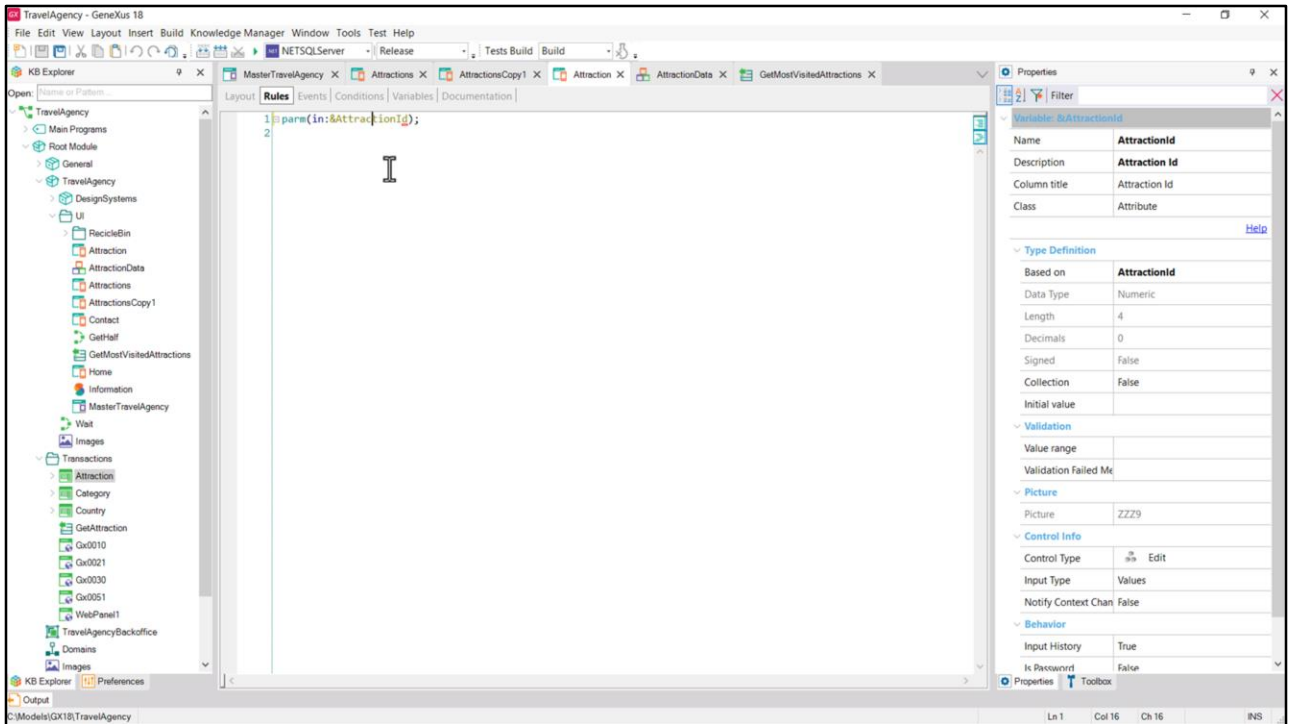 GX TravelAgency - GeneXus 18
File Edit View Layout Insert Build Knowledge Manager Window Tools Test Help
NETSQLServer Release Tests Build Build
KB Explorer
Open: Name or Pattern...
TravelAgency
Main Programs
Root Module
General
TravelAgency
DesignSystems
UI
RecicleBin
Attraction
AttractionData
Attractions
AttractionsCopy1
Contact
GetHalf
GetMostVisitedAttractions
Home
Information
MasterTravelAgency
Wait
Images
Transactions
Attraction
Category
Country
GetAttraction
Gx0010
Gx0021
Gx0030
Gx0051
WebPanel1
TravelAgencyBackoffice
Domains
Images
KB Explorer Preferences
MasterTravelAgency Attractions AttractionsCopy1 Attraction AttractionData GetMostVisitedAttractions
Layout Rules Events Conditions Variables Documentation
1 parm(in:&AttractionId);
2
Properties
Filter
Variable: &AttractionId
Name AttractionId
Description Attraction Id
Column title Attraction Id
Class Attribute
Help
Type Definition
Based on AttractionId
Data Type Numeric
Length 4
Decimals 0
Signed False
Collection False
Initial value
Validation
Value range
Validation Failed Me
Picture
Picture ZZZ9
Control Info
Control Type Edit
Input Type Values
Notify Context Chan False
Behavior
Input History True
Is Password False
Properties Toolbox
Output
C:\Models\GX18\TravelAgency Ln 1 Col 16 Ch 16 INS